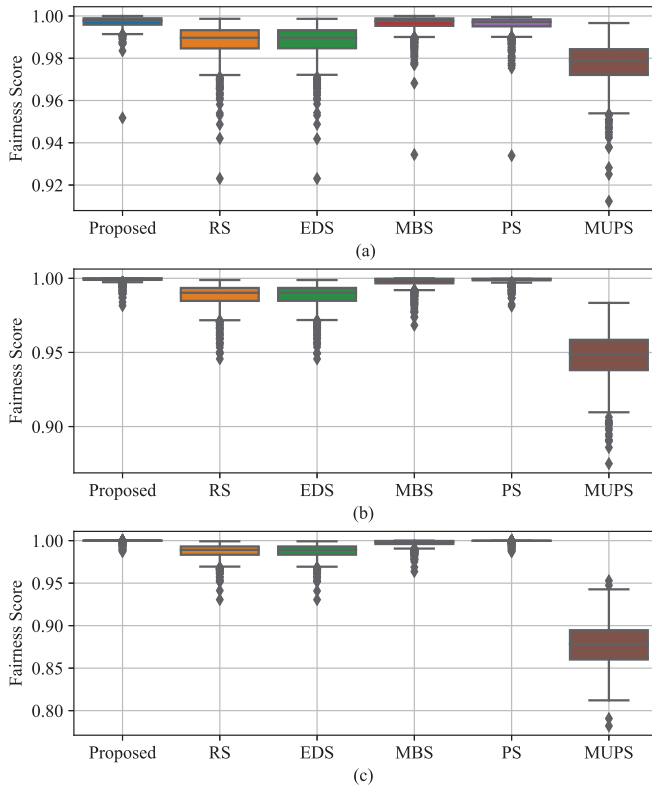 1.00
0.98
0.96
0.94
0.92
Fairness Score
Proposed RS EDS MBS PS MUPS
(a)
1.00
0.95
0.90
Fairness Score
Proposed RS EDS MBS PS MUPS
(b)
1.00
0.95
0.90
0.85
0.80
Fairness Score
Proposed RS EDS MBS PS MUPS
(c)